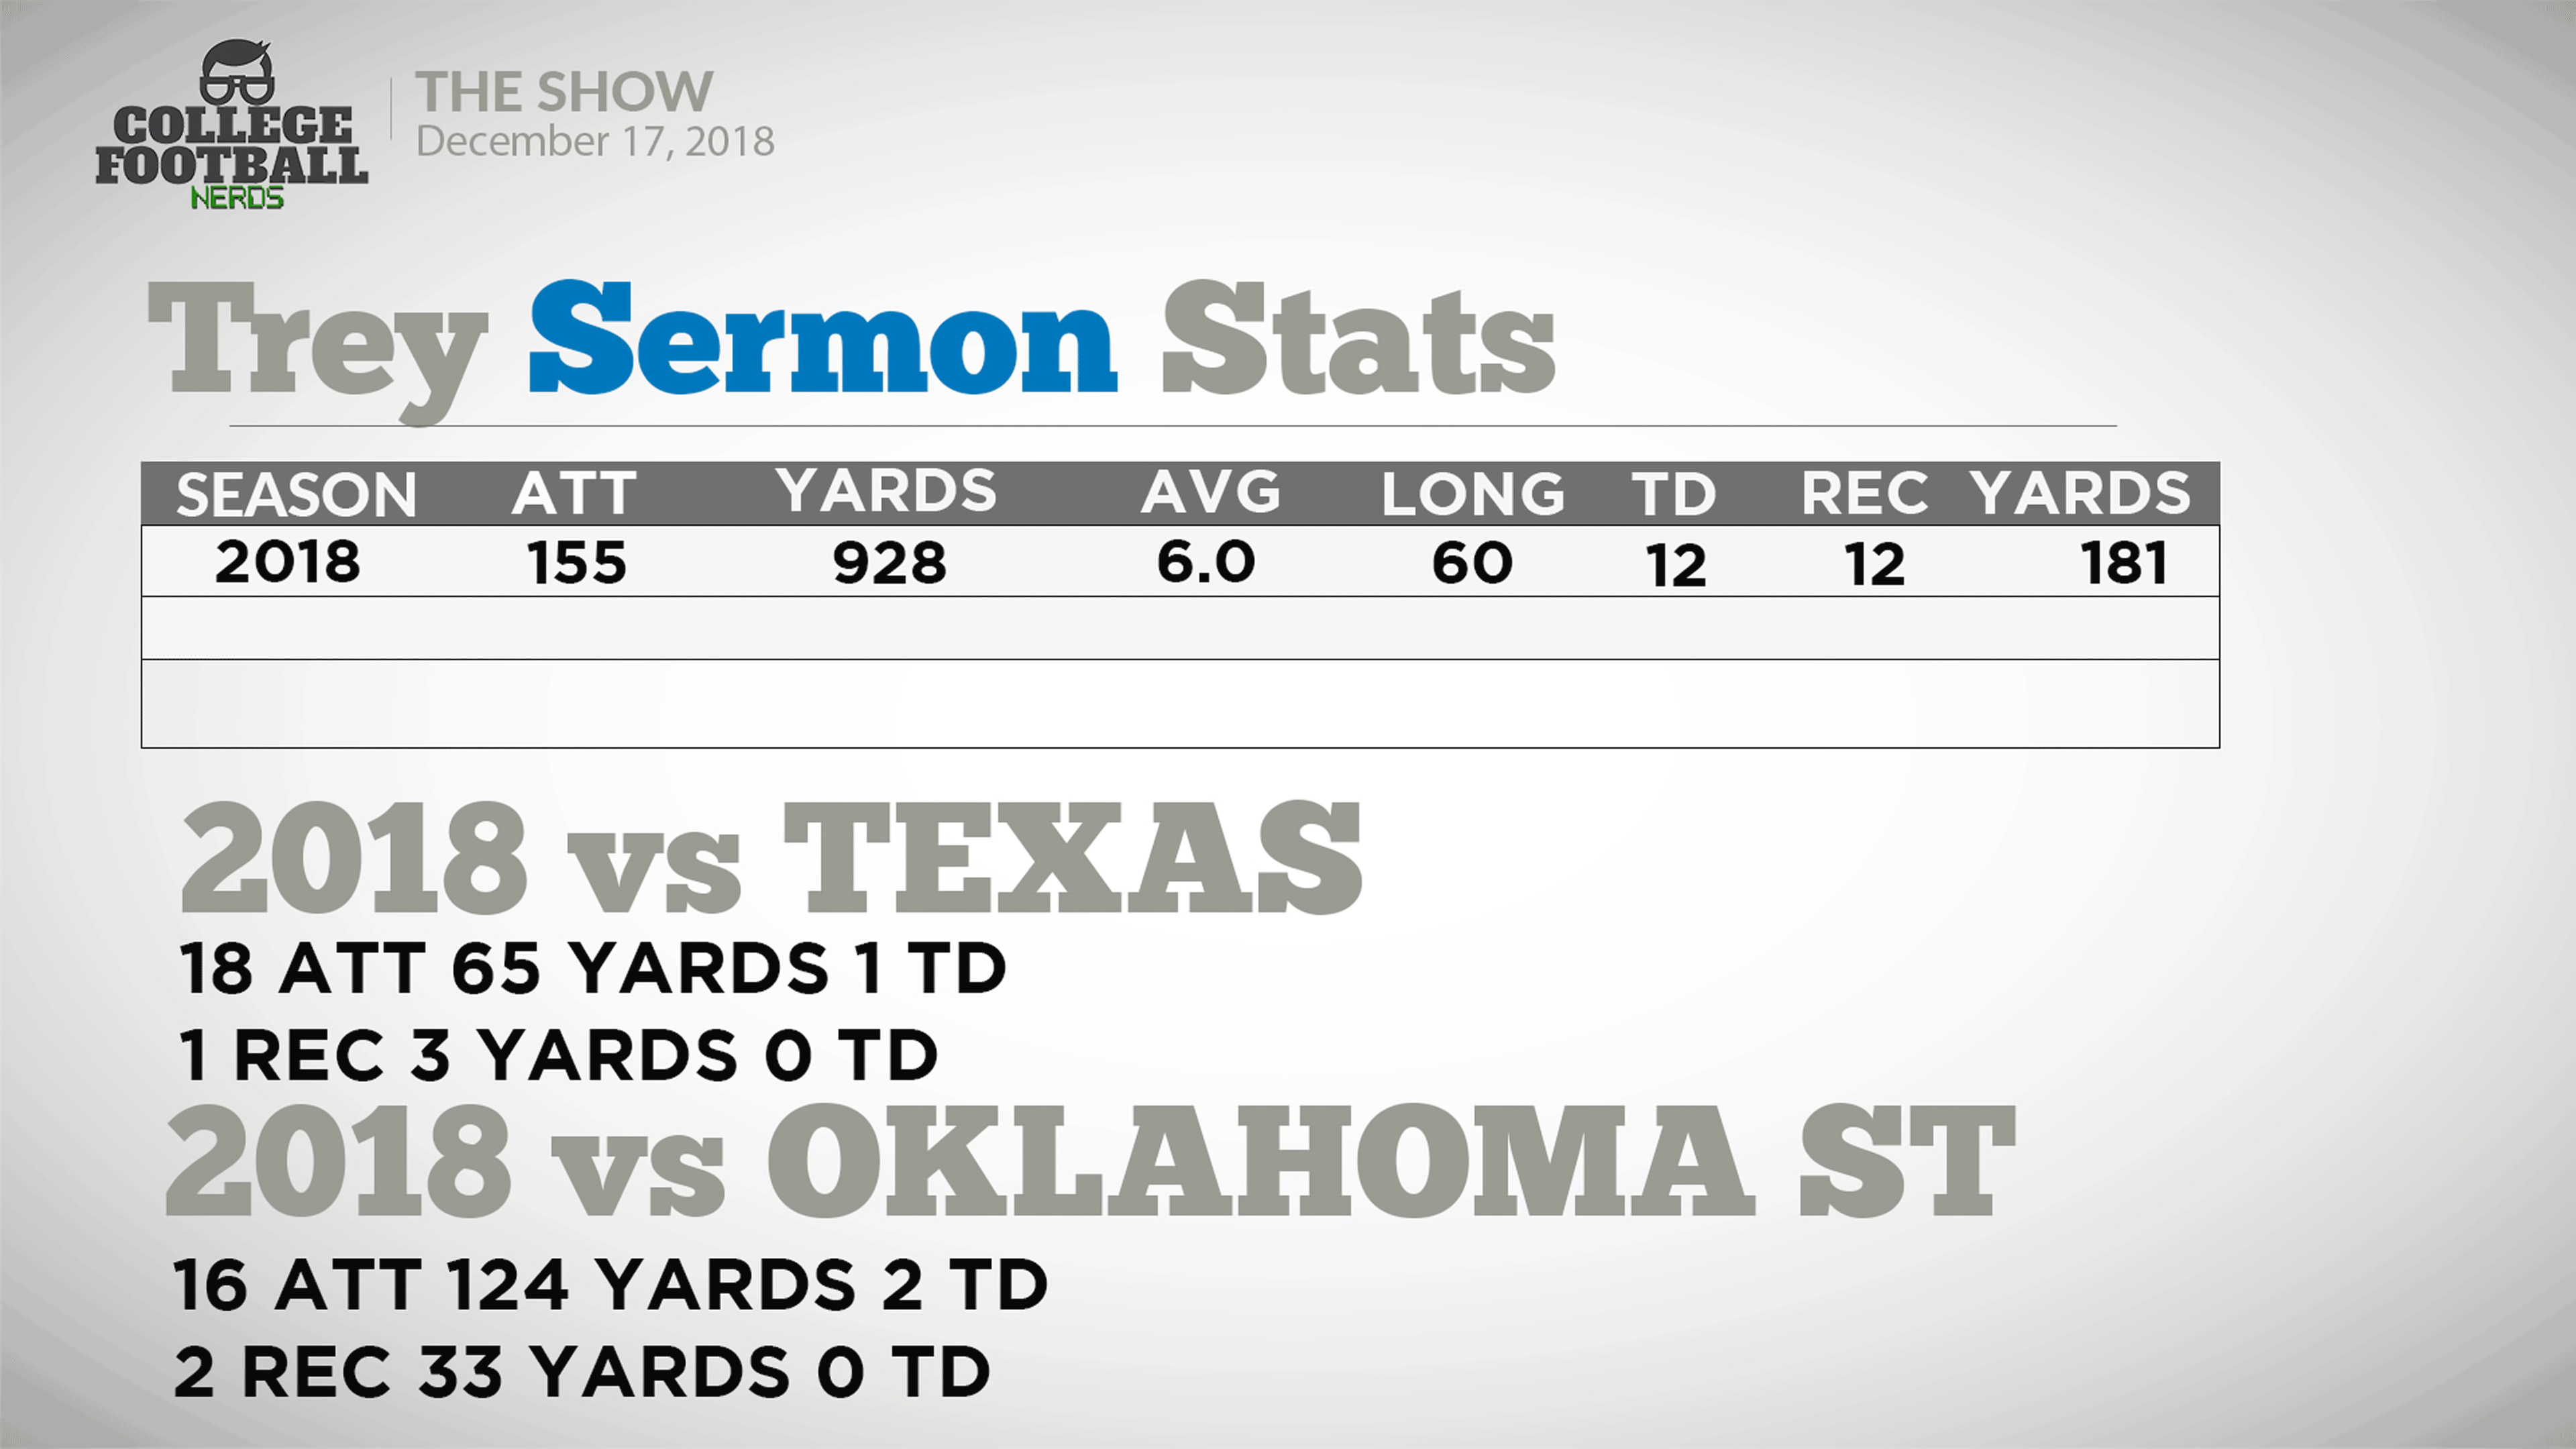 COLLEGE
FOOTBALL
NERDS
THE SHOW
December 17, 2018
Trey Sermon Stats
SEASON ATT YARDS AVG LONG TD REC YARDS
2018 155 928 6.0 60 12 12 181
2018 vs TEXAS
18 ATT 65 YARDS 1 TD
1 REC 3 YARDS 0 TD
2018 vs OKLAHOMA ST
16 ATT 124 YARDS 2 TD
2 REC 33 YARDS 0 TD